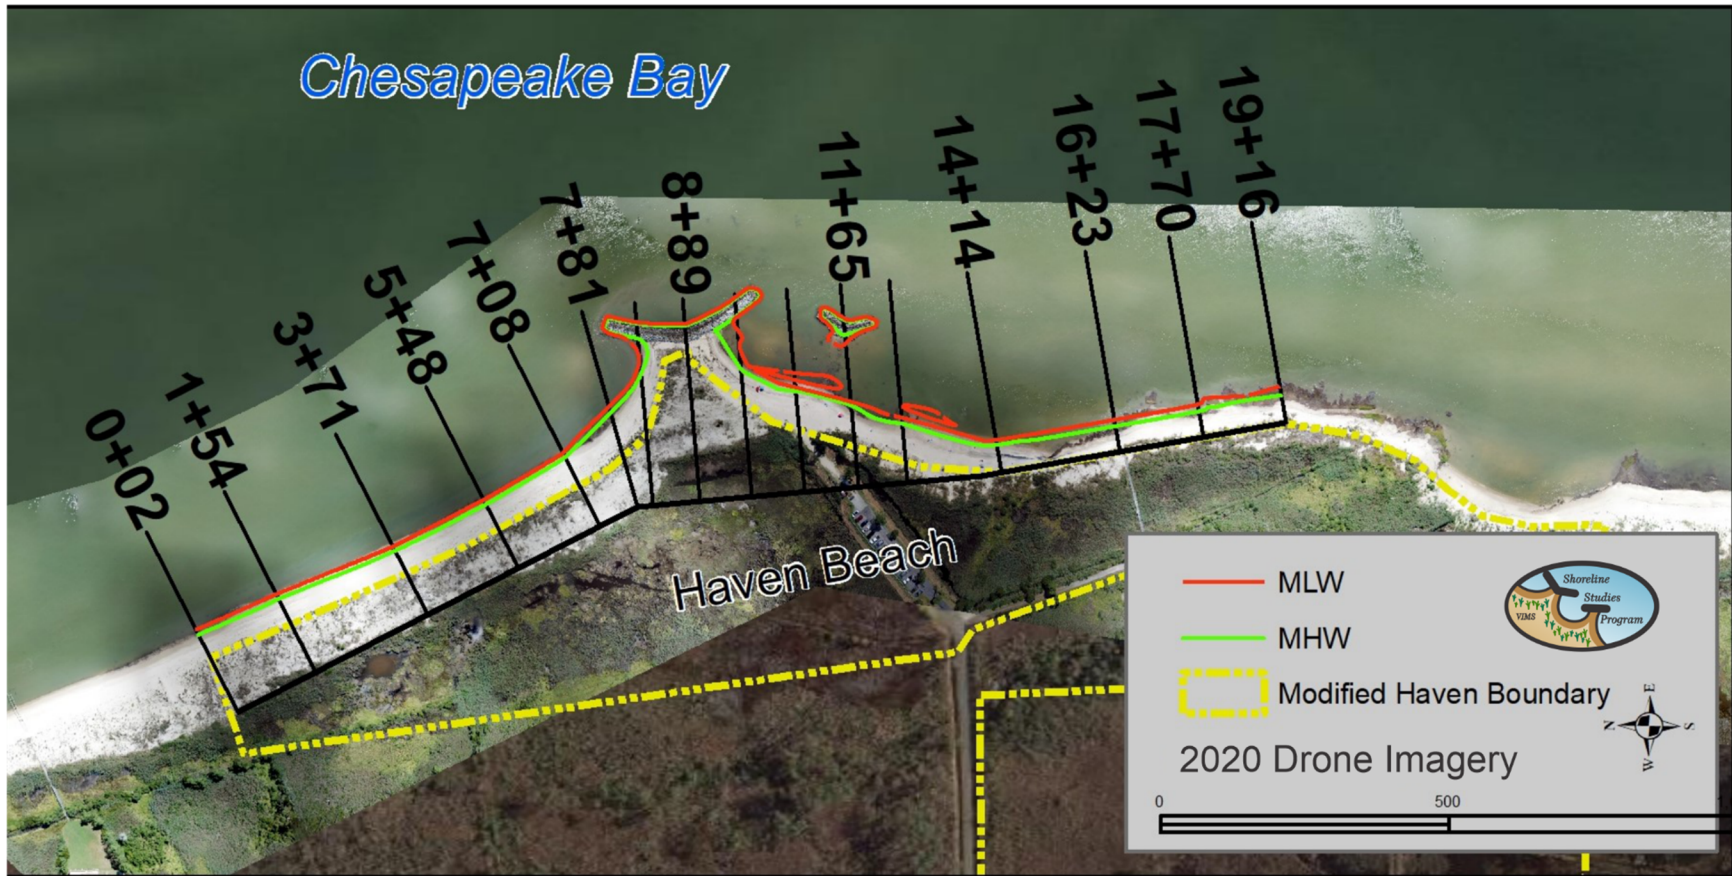 Chesapeake Bay
0+02
1+54
3+71
5+48
7+08
7+81
8+89
11+65
14+14
16+23
17+70
19+16
Haven Beach
MLW
MHW
Modified Haven Boundary
2020 Drone Imagery
Shoreline
Studies
Program
VIMS
E
N
S
W
0
500